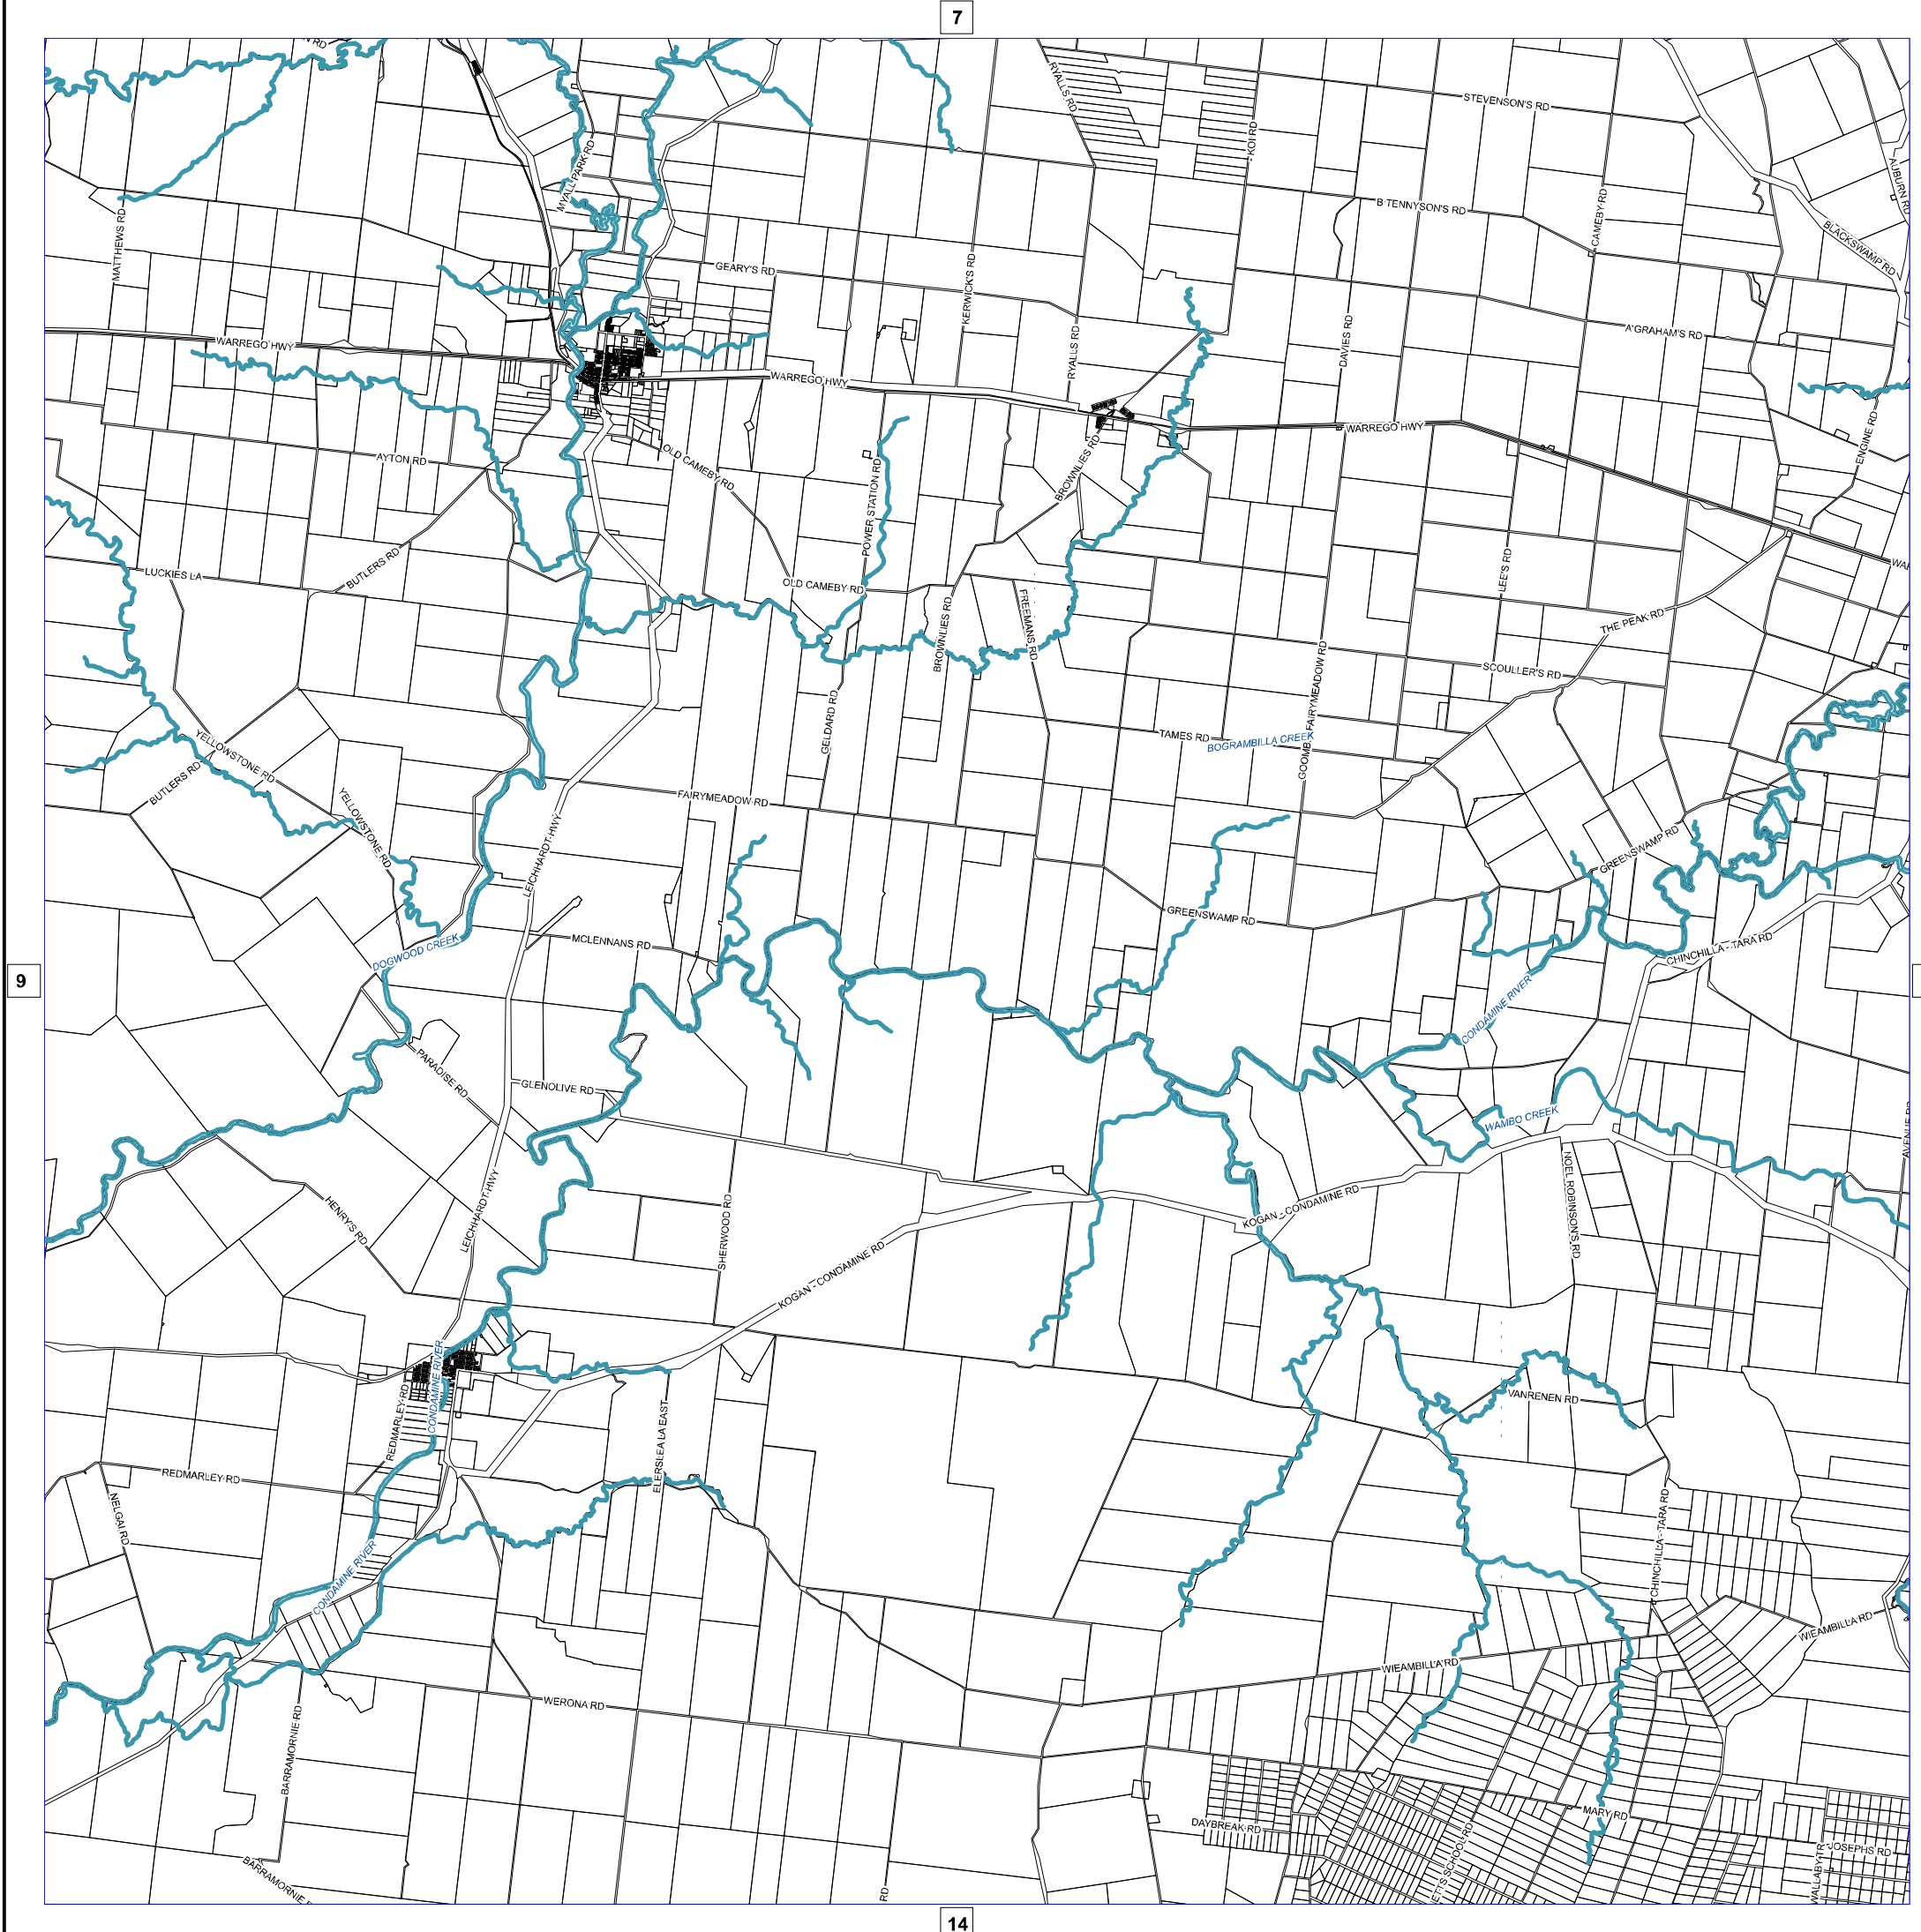 7
STEVENSON'S RD
RYALLS RD
KOI RD
MYALL PARK RD
AUBURN RD
MATTHEWS RD
B TENNYSON'S RD
CAMEBY RD
BLACKSWAMP RD
GEARY'S RD
KERWICK'S RD
A GRAHAM'S RD
WARREGO HWY
DAVIES RD
RYALLS RD
WARREGO HWY
WARREGO HWY
ENGINE RD
AYTON RD
OLD CAMEBY RD
BROWNLIES RD
POWER STATION RD
BUTLERS RD
LUCKIES LA
OLD CAMEBY RD
LEE'S RD
FREEMANS RD
BROWNLIES RD
THE PEAK RD
SCOULLER'S RD
FAIRYMEADOW RD
GELDARD RD
TAMES RD
BOGRAMBILLA CREEK
YELLOWSTONE RD
BUTLERS RD
YELLOWSTONE RD
FAIRYMEADOW RD
LEICHHARDT HWY
GREENSWAMP RD
GREENSWAMP RD
MCLENNANS RD
DOGWOOD CREEK
CHINCHILLA - TARA RD
9
CONDAMINE RIVER
PARADISE RD
GLENOLIVE RD
WAMBO CREEK
AVENUE RD
NOEL ROBINSON'S RD
HENRY'S RD
LEICHHARDT HWY
SHERWOOD RD
KOGAN - CONDAMINE RD
KOGAN - CONDAMINE RD
CONDAMINE RIVER
REDMARLEY RD
VANRENEN RD
ELERSLEA LA EAST
REDMARLEY RD
NELGAI RD
CHINCHILLA - TARA RD
CONDAMINE RIVER
WIEAMBILLA RD
WIEAMBILLA RD
WERONA RD
BARRAMORNIE RD
MARY RD
DAYBREAK RD
JOSEPHS RD
SCHOOL RD
WALLABY TR
BARRAMORNIE
RD
14